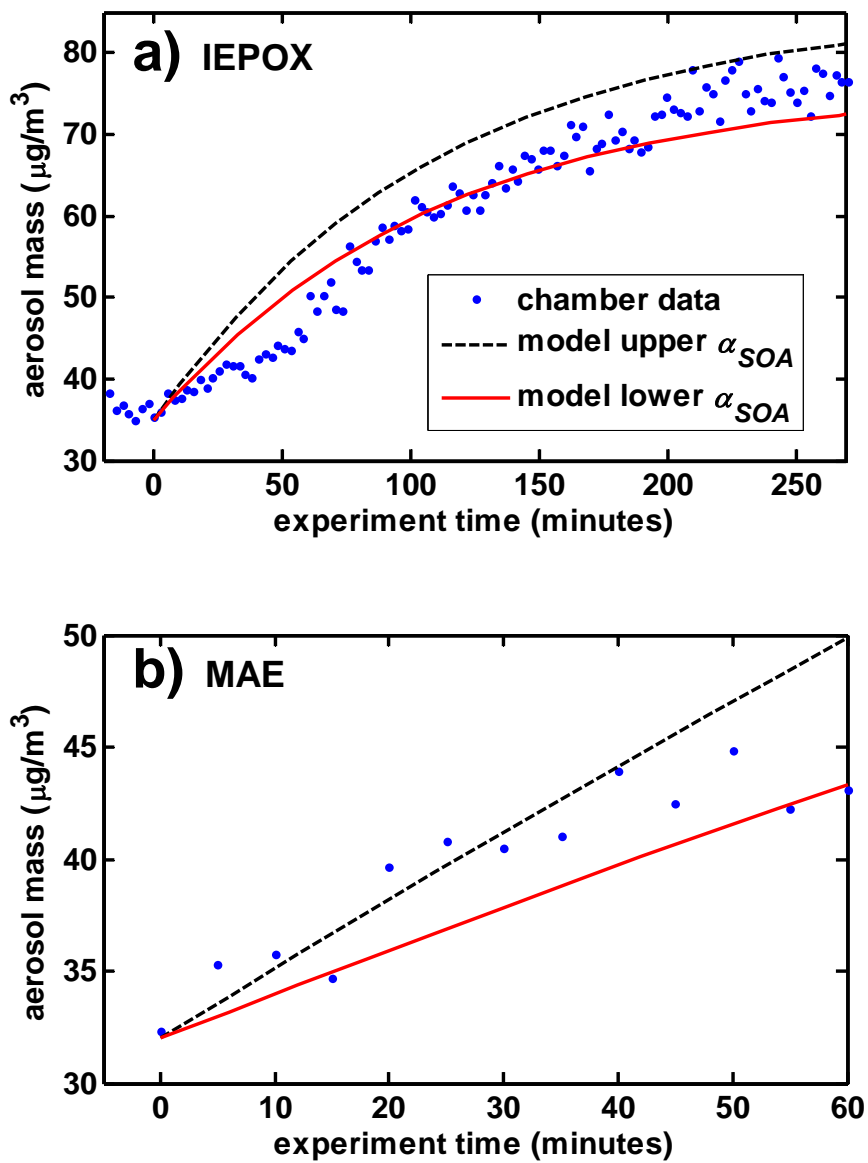 a) IEPOX
80
70
60
50
40
30
aerosol mass (μg/m³)
chamber data
model upper α_SOA
model lower α_SOA
0 50 100 150 200 250
experiment time (minutes)
b) MAE
50
45
40
35
30
aerosol mass (μg/m³)
0 10 20 30 40 50 60
experiment time (minutes)